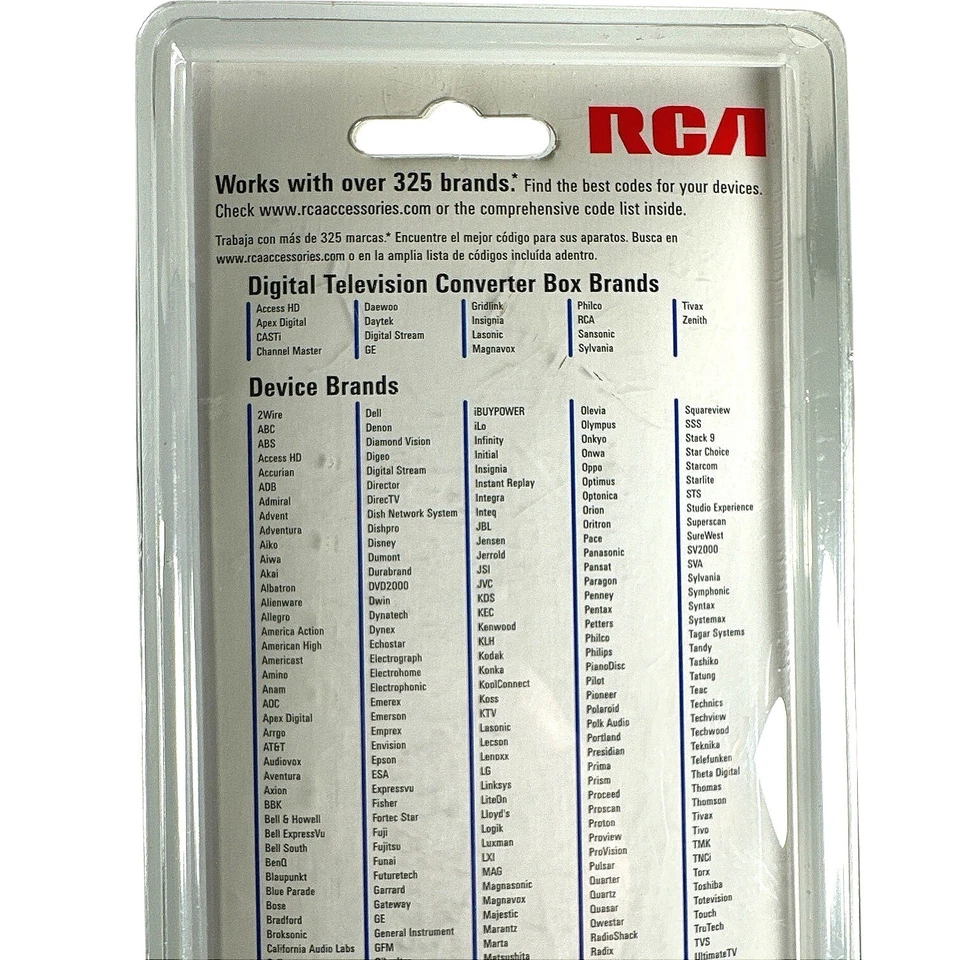 RCA
Works with over 325 brands.* Find the best codes for your devices.
Check www.rcaaccessories.com or the comprehensive code list inside.
Trabaja con más de 325 marcas.* Encuentre el mejor código para sus aparatos. Busca en
www.rcaaccessories.com o en la amplia lista de códigos incluída adentro.
Digital Television Converter Box Brands
Access HD
Apex Digital
CASTi
Channel Master
Daewoo
Daytek
Digital Stream
GE
Gridlink
Insignia
Lasonic
Magnavox
Philco
RCA
Sansonic
Sylvania
Tivax
Zenith
Device Brands
2Wire
ABC
ABS
Access HD
Accurian
ADB
Admiral
Advent
Adventura
Aiko
Aiwa
Akai
Albatron
Alienware
Allegro
America Action
American High
Americast
Amino
Anam
AOC
Apex Digital
Arrgo
AT&T
Audiovox
Aventura
Axion
BBK
Bell & Howell
Bell ExpressVu
Bell South
BenQ
Blaupunkt
Blue Parade
Bose
Bradford
Broksonic
California Audio Labs
Dell
Denon
Diamond Vision
Digeo
Digital Stream
Director
DirecTV
Dish Network System
Dishpro
Disney
Dumont
Durabrand
DVD2000
Dwin
Dynatech
Dynex
Echostar
Electrograph
Electrohome
Electrophonic
Emerex
Emerson
Emprex
Envision
Epson
ESA
Expressvu
Fisher
Fortec Star
Fuji
Fujitsu
Funai
Futuretech
Garrard
Gateway
GE
General Instrument
GFM
iBUYPOWER
iLo
Infinity
Initial
Insignia
Instant Replay
Integra
Inteq
JBL
Jensen
Jerrold
JSI
JVC
KDS
KEC
Kenwood
KLH
Kodak
Konka
KoolConnect
Koss
KTV
Lasonic
Lecson
Lenoxx
LG
Linksys
LiteOn
Lloyd's
Logik
Luxman
LXI
MAG
Magnasonic
Magnavox
Majestic
Marantz
Marta
Matsushita
Olevia
Olympus
Onkyo
Onwa
Oppo
Optimus
Optonica
Orion
Oritron
Pace
Panasonic
Pansat
Paragon
Penney
Pentax
Petters
Philco
Philips
PianoDisc
Pilot
Pioneer
Polaroid
Polk Audio
Portland
Presidian
Prima
Prism
Proceed
Proscan
Proton
Proview
ProVision
Pulsar
Quarter
Quartz
Quasar
Qwestar
RadioShack
Radix
Squareview
SSS
Stack 9
Star Choice
Starcom
Starlite
STS
Studio Experience
Superscan
SureWest
SV2000
SVA
Sylvania
Symphonic
Syntax
Systemax
Tagar Systems
Tandy
Tashiko
Tatung
Teac
Technics
Techview
Techwood
Teknika
Telefunken
Theta Digital
Thomas
Thomson
Tivax
Tivo
TMK
TNCi
Torx
Toshiba
Totevision
Touch
TruTech
TVS
UltimateTV